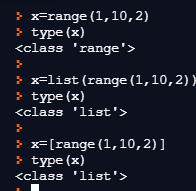 > x=range(1,10,2)
> type(x)
<class 'range'>
>
> x=list(range(1,10,2))
> type(x)
<class 'list'>
>
> x=[range(1,10,2)]
> type(x)
<class 'list'>
>